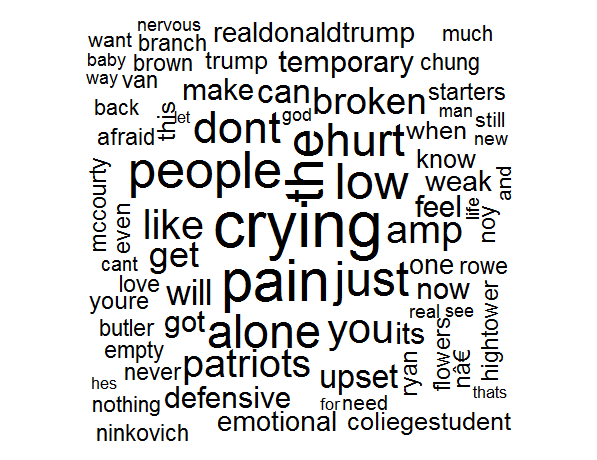 nervous
want branch realdonaldtrump much
baby brown trump temporary chung
way van make can broken starters
back this let dont god hurt when man still
afraid people the low know new
mccourty even like crying amp feel weak life noy and
cant get pain just one rowe
love youre will now
butler got alone you its real see
empty never patriots upset ryan flowers nâ€ hightower
hes nothing defensive for need thats
ninkovich emotional coliegestudent